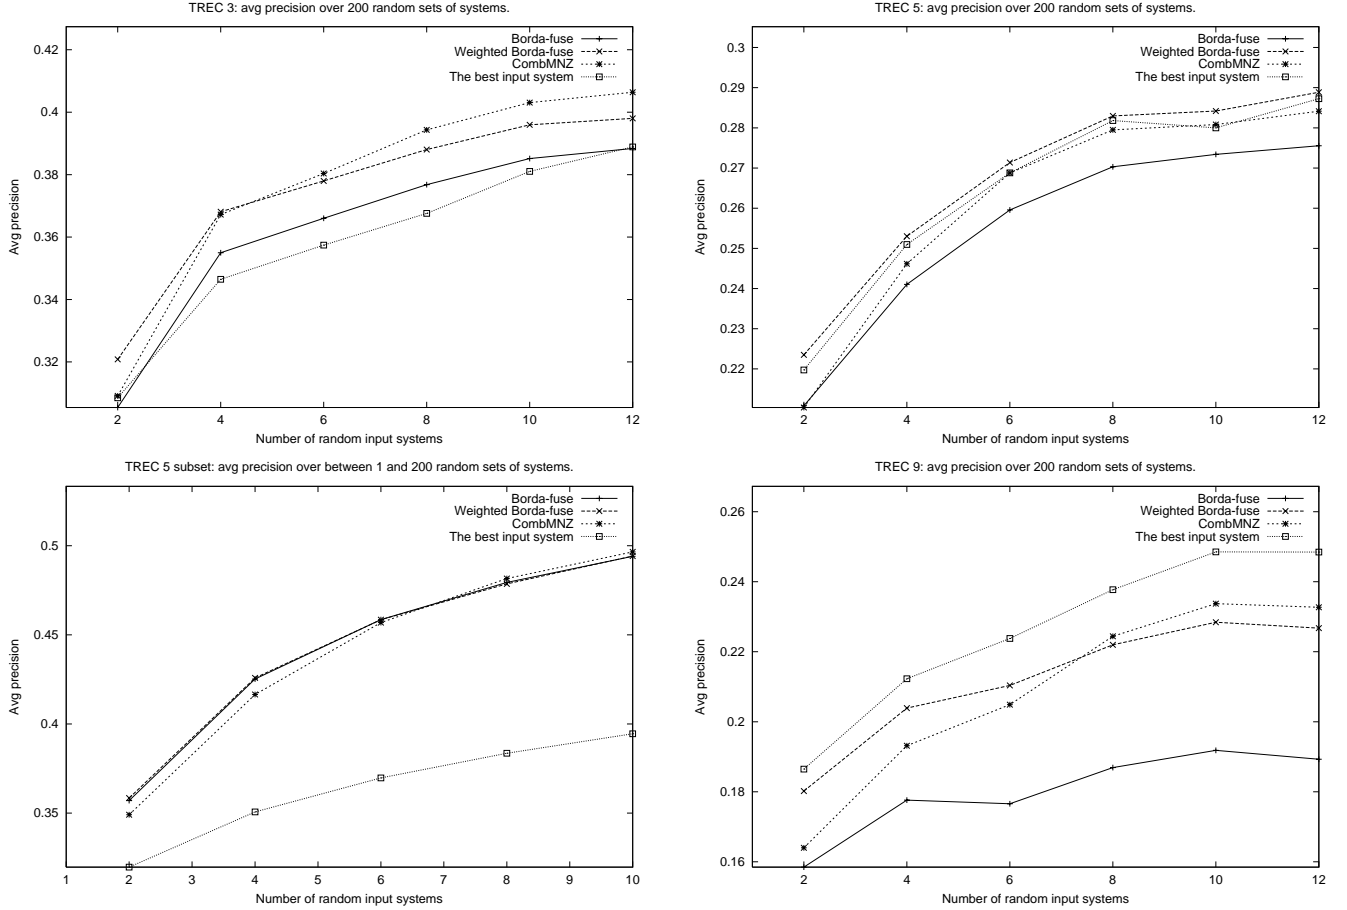 TREC 3: avg precision over 200 random sets of systems.
Borda-fuse
Weighted Borda-fuse
CombMNZ
The best input system
0.42
0.4
0.38
0.36
0.34
0.32
Avg precision
2 4 6 8 10 12
Number of random input systems
TREC 5: avg precision over 200 random sets of systems.
Borda-fuse
Weighted Borda-fuse
CombMNZ
The best input system
0.3
0.29
0.28
0.27
0.26
0.25
0.24
0.23
0.22
Avg precision
2 4 6 8 10 12
Number of random input systems
TREC 5 subset: avg precision over between 1 and 200 random sets of systems.
Borda-fuse
Weighted Borda-fuse
CombMNZ
The best input system
0.5
0.45
0.4
0.35
Avg precision
1 2 3 4 5 6 7 8 9 10
Number of random input systems
TREC 9: avg precision over 200 random sets of systems.
Borda-fuse
Weighted Borda-fuse
CombMNZ
The best input system
0.26
0.24
0.22
0.2
0.18
0.16
Avg precision
2 4 6 8 10 12
Number of random input systems